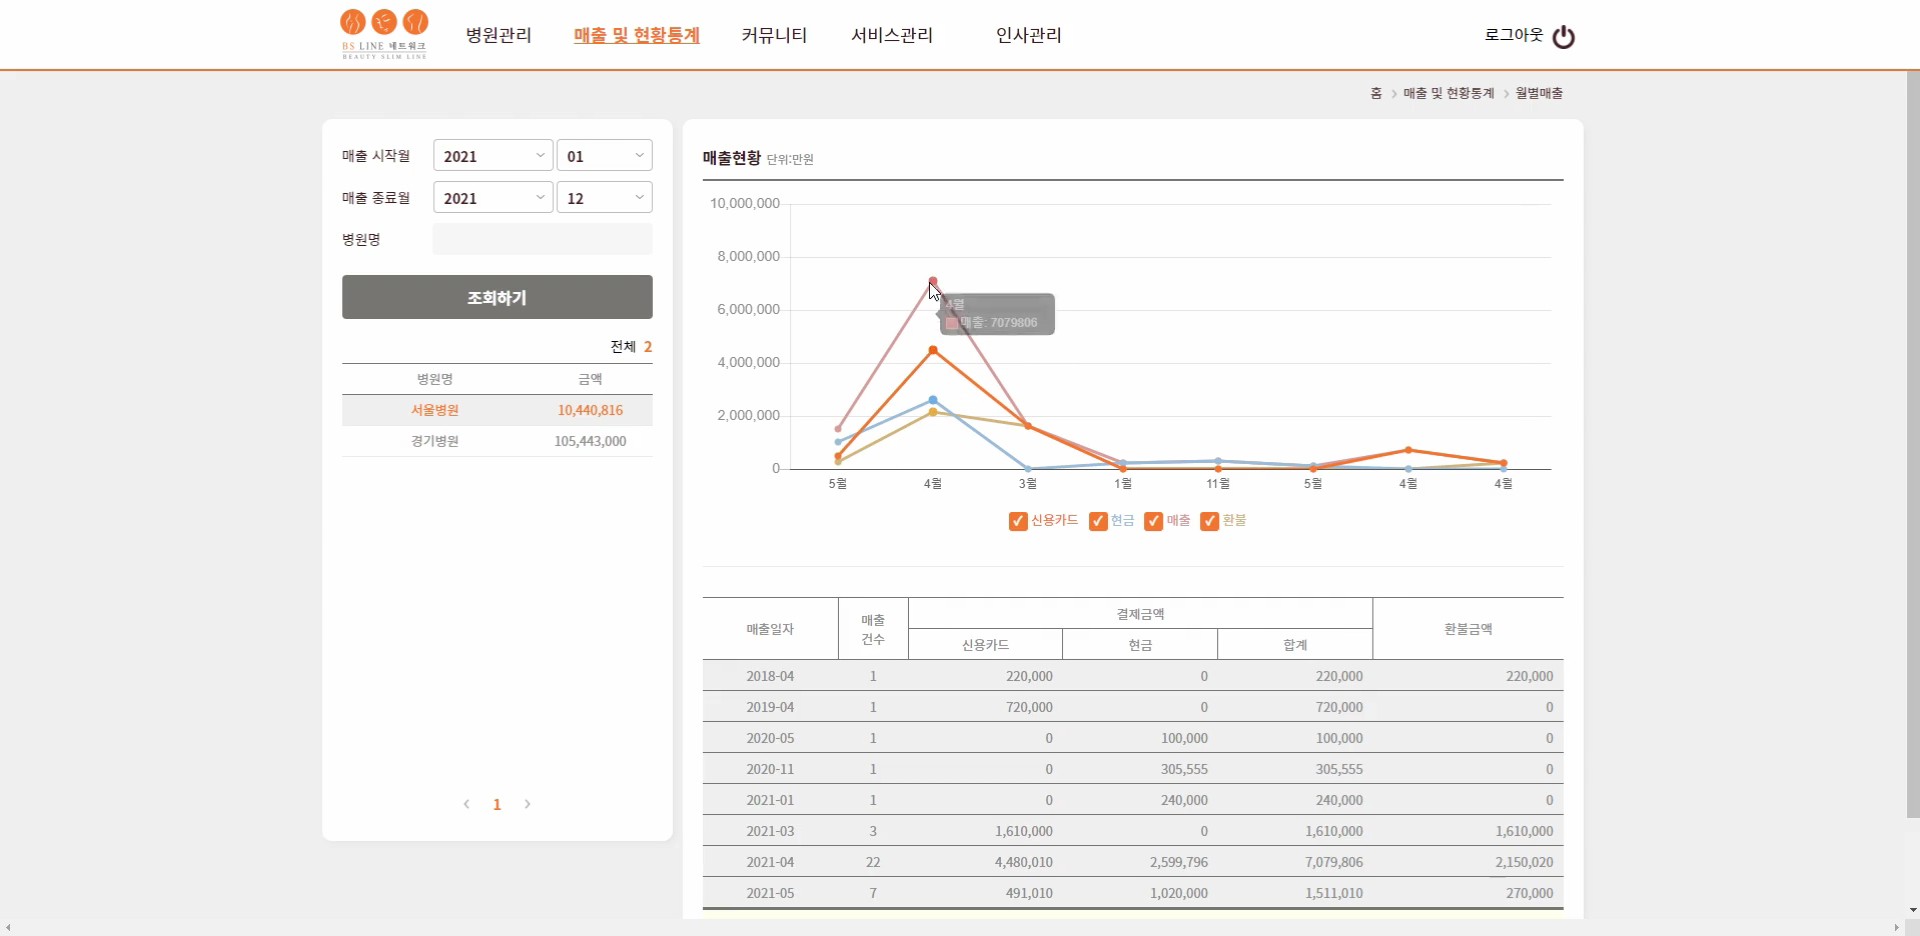 BS LINE 네트워크
BEAUTY SLIM LINE
병원관리
매출 및 현황통계
커뮤니티
서비스관리
인사관리
로그아웃
홈 > 매출 및 현황통계 > 월별매출
매출 시작월 2021 01
매출 종료월 2021 12
병원명
조회하기
전체 2
병원명 금액
서울병원 10,440,816
경기병원 105,443,000
< 1 >
매출현황 단위:만원
10,000,000
8,000,000
6,000,000
4,000,000
2,000,000
0
4월
매출: 7079806
5월 4월 3월 1월 11월 5월 4월 4월
신용카드 현금 매출 환불
매출일자 매출 건수 결제금액 환불금액
신용카드 현금 합계
2018-04 1 220,000 0 220,000 220,000
2019-04 1 720,000 0 720,000 0
2020-05 1 0 100,000 100,000 0
2020-11 1 0 305,555 305,555 0
2021-01 1 0 240,000 240,000 0
2021-03 3 1,610,000 0 1,610,000 1,610,000
2021-04 22 4,480,010 2,599,796 7,079,806 2,150,020
2021-05 7 491,010 1,020,000 1,511,010 270,000